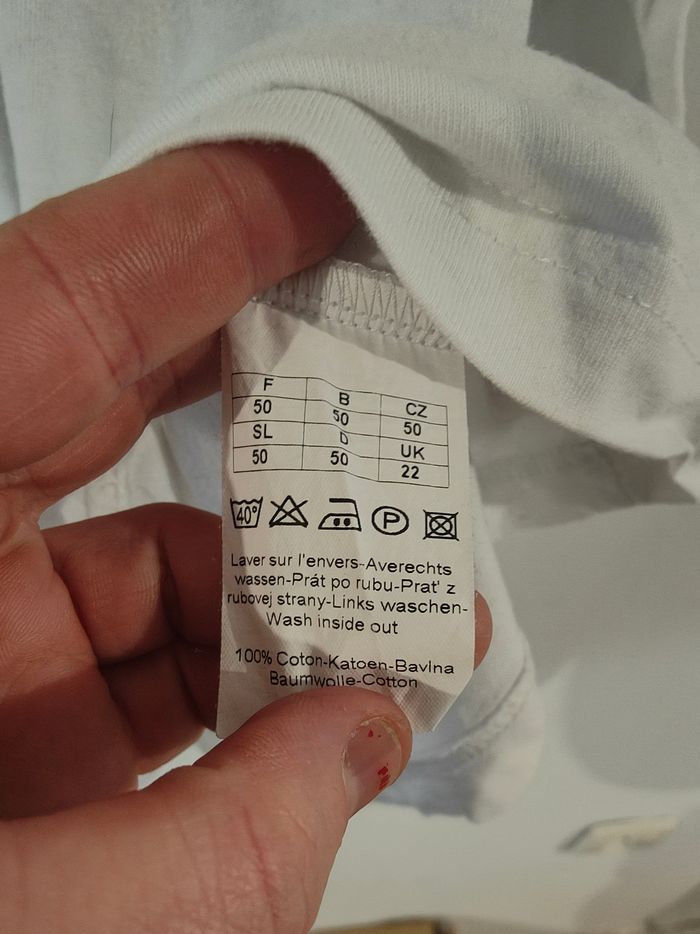 F B CZ
50 50 50
SL D UK
50 50 22
40° P
Laver sur l'envers-Averechts
wassen-Prát po rubu-Prat' z
rubovej strany-Links waschen-
Wash inside out
100% Coton-Katoen-Bavlna
Baumwolle-Cotton